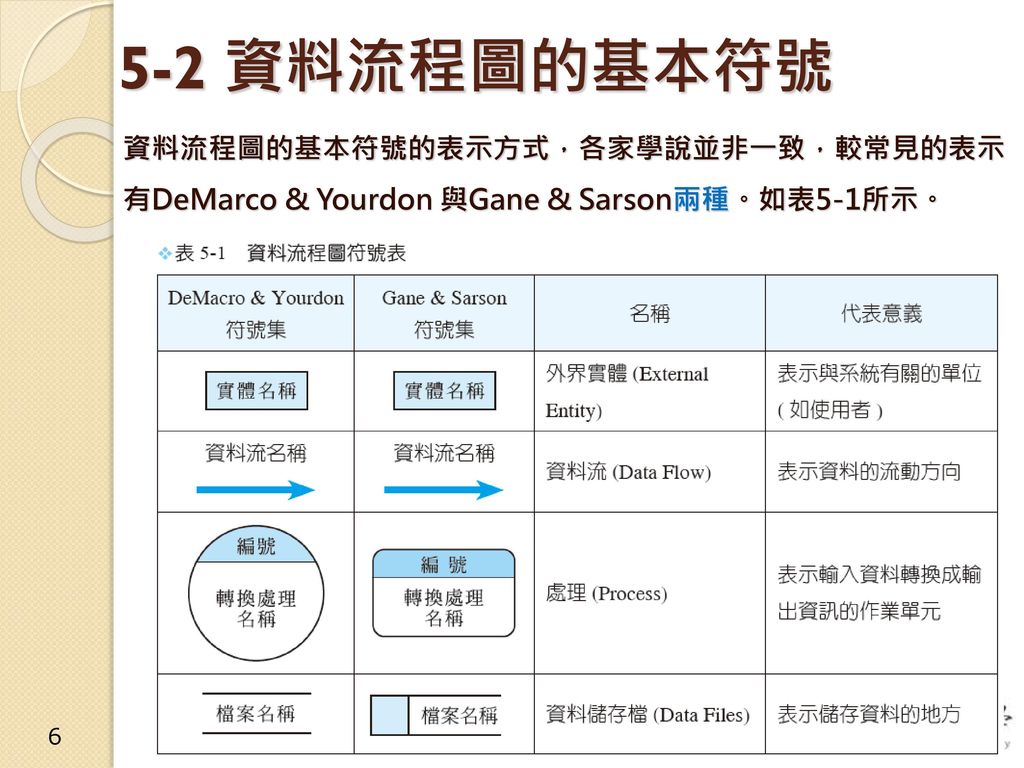 5-2 資料流程圖的基本符號
資料流程圖的基本符號的表示方式，各家學說並非一致，較常見的表示
有DeMarco & Yourdon 與Gane & Sarson兩種。如表5-1所示。
表 5-1 資料流程圖符號表
DeMacro & Yourdon
符號集
Gane & Sarson
符號集
名稱
代表意義
實體名稱
實體名稱
外界實體 (External
Entity)
表示與系統有關的單位
( 如使用者 )
資料流名稱
資料流名稱
資料流 (Data Flow)
表示資料的流動方向
編號
轉換處理
名稱
編 號
轉換處理
名稱
處理 (Process)
表示輸入資料轉換成輸
出資訊的作業單元
檔案名稱
檔案名稱
資料儲存檔 (Data Files)
表示儲存資料的地方
6